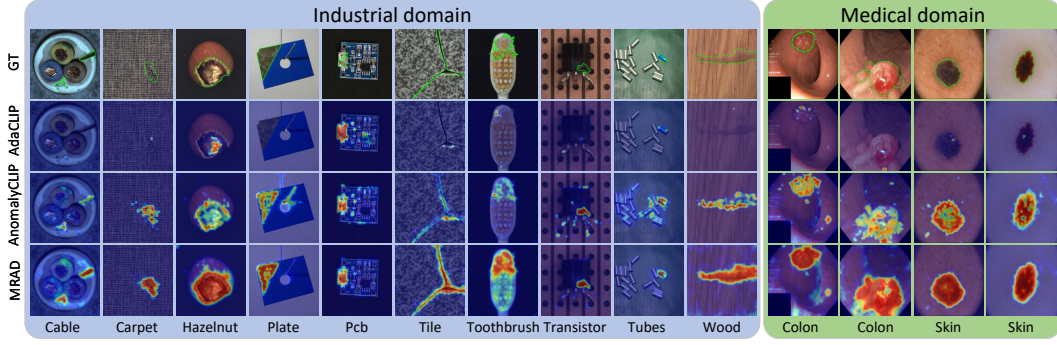 Industrial domain
Medical domain
GT
AdaCLIP
AnomalyCLIP
MRAD
Cable Carpet Hazelnut Plate Pcb Tile Toothbrush Transistor Tubes Wood Colon Colon Skin Skin